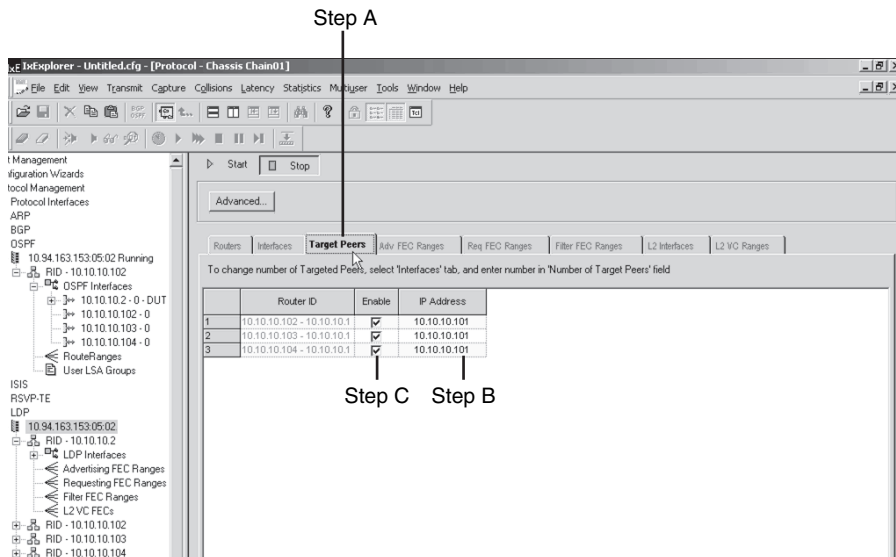 Step A
IxE IxExplorer - Untitled.cfg - [Protocol - Chassis Chain01]
File Edit View Transmit Capture Collisions Latency Statistics Multiuser Tools Window Help
BGP
OSPF
Tcl
t Management
nfiguration Wizards
tocol Management
Protocol Interfaces
ARP
BGP
OSPF
10.94.163.153:05:02 Running
RID - 10.10.10.102
OSPF Interfaces
10.10.10.2 - 0 - DUT
10.10.10.102 - 0
10.10.10.103 - 0
10.10.10.104 - 0
RouteRanges
User LSA Groups
ISIS
RSVP-TE
LDP
10.94.163.153:05:02
RID - 10.10.10.2
LDP Interfaces
Advertising FEC Ranges
Requesting FEC Ranges
Filter FEC Ranges
L2 VC FECs
RID - 10.10.10.102
RID - 10.10.10.103
RID - 10.10.10.104
Start Stop
Advanced...
Routers Interfaces Target Peers Adv FEC Ranges Req FEC Ranges Filter FEC Ranges L2 Interfaces L2 VC Ranges
To change number of Targeted Peers, select 'Interfaces' tab, and enter number in 'Number of Target Peers' field
Router ID Enable IP Address
1 10.10.10.102 - 10.10.10.1 10.10.10.101
2 10.10.10.103 - 10.10.10.1 10.10.10.101
3 10.10.10.104 - 10.10.10.1 10.10.10.101
Step C Step B